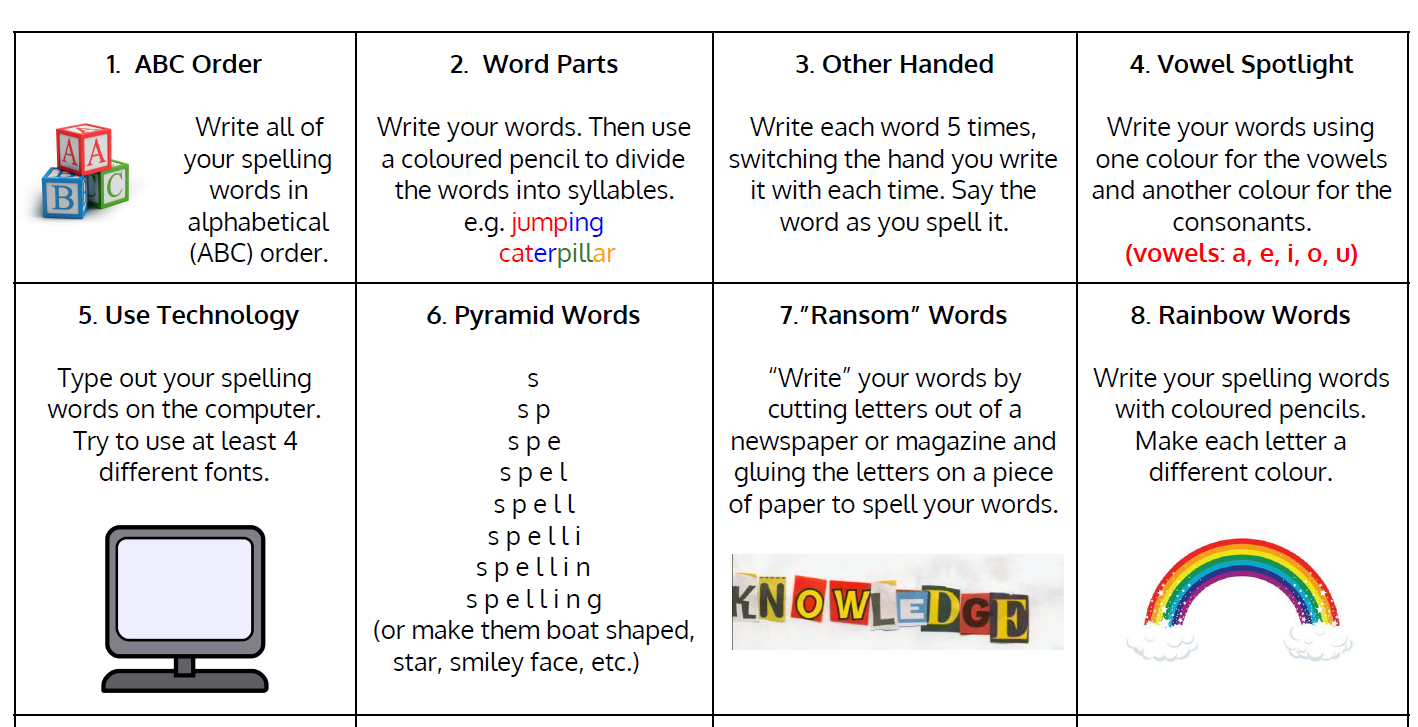 1. ABC Order
A
A
B
C
C
Write all of
your spelling
words in
alphabetical
(ABC) order.
2. Word Parts
Write your words. Then use
a coloured pencil to divide
the words into syllables.
e.g. jumping
caterpillar
3. Other Handed
Write each word 5 times,
switching the hand you write
it with each time. Say the
word as you spell it.
4. Vowel Spotlight
Write your words using
one colour for the vowels
and another colour for the
consonants.
(vowels: a, e, i, o, u)
5. Use Technology
Type out your spelling
words on the computer.
Try to use at least 4
different fonts.
6. Pyramid Words
s
s p
s p e
s p e l
s p e l l
s p e l l i
s p e l l i n
s p e l l i n g
(or make them boat shaped,
star, smiley face, etc.)
7.”Ransom” Words
“Write” your words by
cutting letters out of a
newspaper or magazine and
gluing the letters on a piece
of paper to spell your words.
KNOWLEDGE
8. Rainbow Words
Write your spelling words
with coloured pencils.
Make each letter a
different colour.